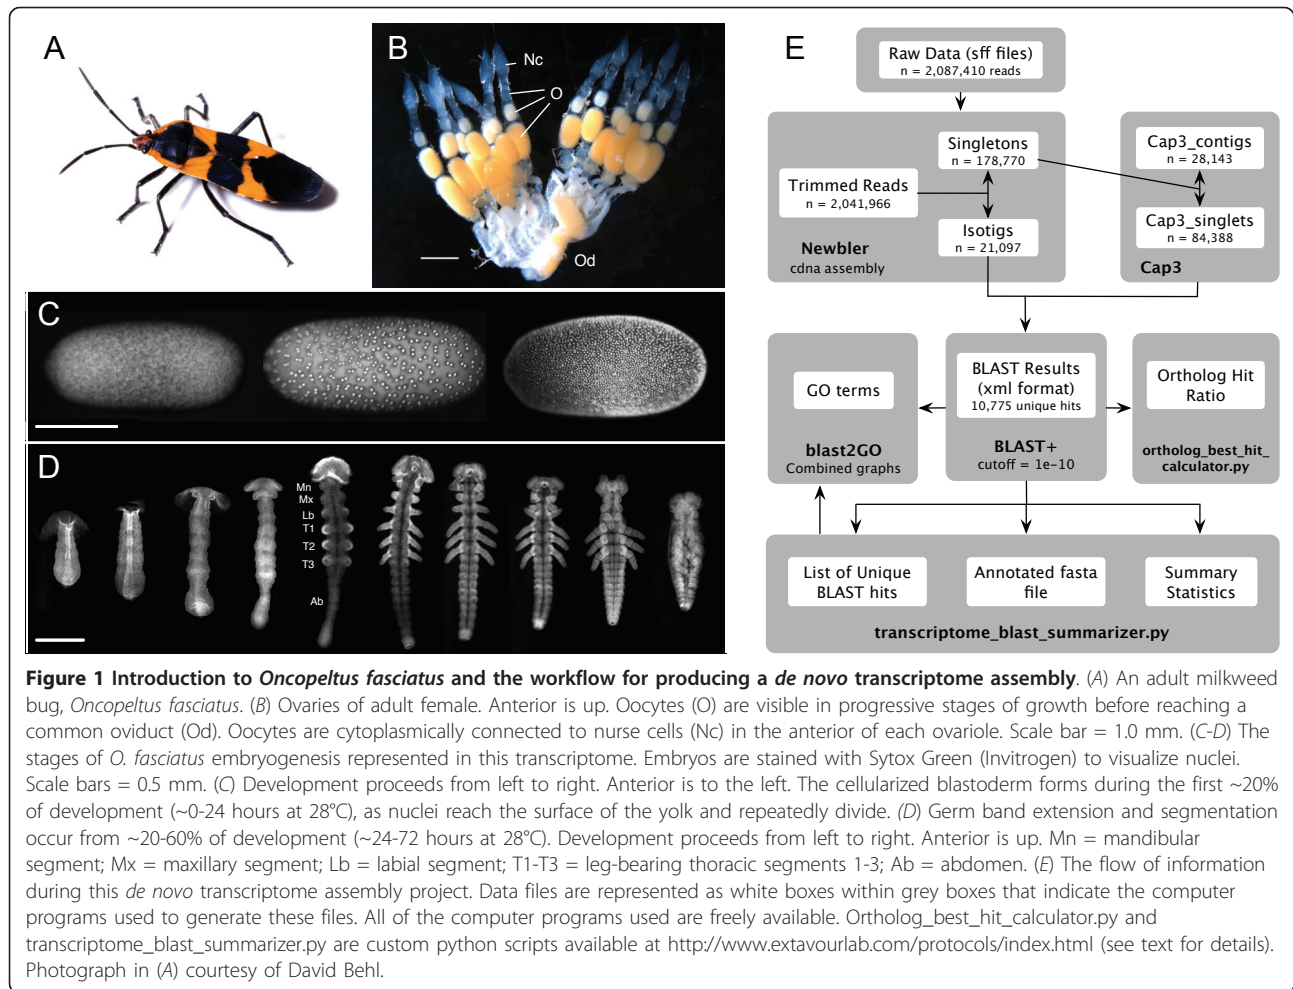 A
B
Nc
O
Od
C
D
Mn
Mx
Lb
T1
T2
T3
Ab
E
Raw Data (sff files)
n = 2,087,410 reads
Singletons
n = 178,770
Trimmed Reads
n = 2,041,966
Isotigs
n = 21,097
Newbler
cdna assembly
Cap3_contigs
n = 28,143
Cap3_singlets
n = 84,388
Cap3
GO terms
blast2GO
Combined graphs
BLAST Results
(xml format)
10,775 unique hits
BLAST+
cutoff = 1e-10
Ortholog Hit
Ratio
ortholog_best_hit_
calculator.py
List of Unique
BLAST hits
Annotated fasta
file
Summary
Statistics
transcriptome_blast_summarizer.py
Figure 1 Introduction to Oncopeltus fasciatus and the workflow for producing a de novo transcriptome assembly. (A) An adult milkweed
bug, Oncopeltus fasciatus. (B) Ovaries of adult female. Anterior is up. Oocytes (O) are visible in progressive stages of growth before reaching a
common oviduct (Od). Oocytes are cytoplasmically connected to nurse cells (Nc) in the anterior of each ovariole. Scale bar = 1.0 mm. (C-D) The
stages of O. fasciatus embryogenesis represented in this transcriptome. Embryos are stained with Sytox Green (Invitrogen) to visualize nuclei.
Scale bars = 0.5 mm. (C) Development proceeds from left to right. Anterior is to the left. The cellularized blastoderm forms during the first ~20%
of development (~0-24 hours at 28°C), as nuclei reach the surface of the yolk and repeatedly divide. (D) Germ band extension and segmentation
occur from ~20-60% of development (~24-72 hours at 28°C). Development proceeds from left to right. Anterior is up. Mn = mandibular
segment; Mx = maxillary segment; Lb = labial segment; T1-T3 = leg-bearing thoracic segments 1-3; Ab = abdomen. (E) The flow of information
during this de novo transcriptome assembly project. Data files are represented as white boxes within grey boxes that indicate the computer
programs used to generate these files. All of the computer programs used are freely available. Ortholog_best_hit_calculator.py and
transcriptome_blast_summarizer.py are custom python scripts available at http://www.extavourlab.com/protocols/index.html (see text for details).
Photograph in (A) courtesy of David Behl.